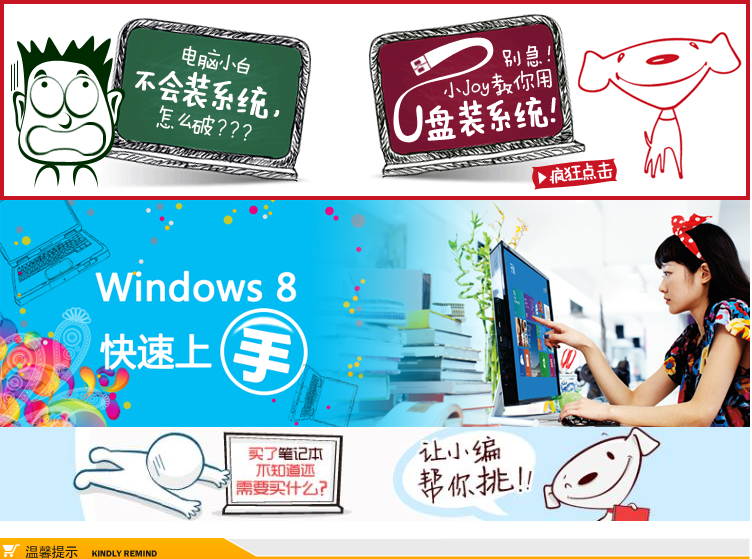 电脑小白
不会装系统,
怎么破???
别急!
小Joy教你用
U盘装系统!
疯狂点击
Windows 8
快速上手
买了笔记本
不知道还
需要买什么?
让小编
帮你挑!!
温馨提示 KINDLY REMIND